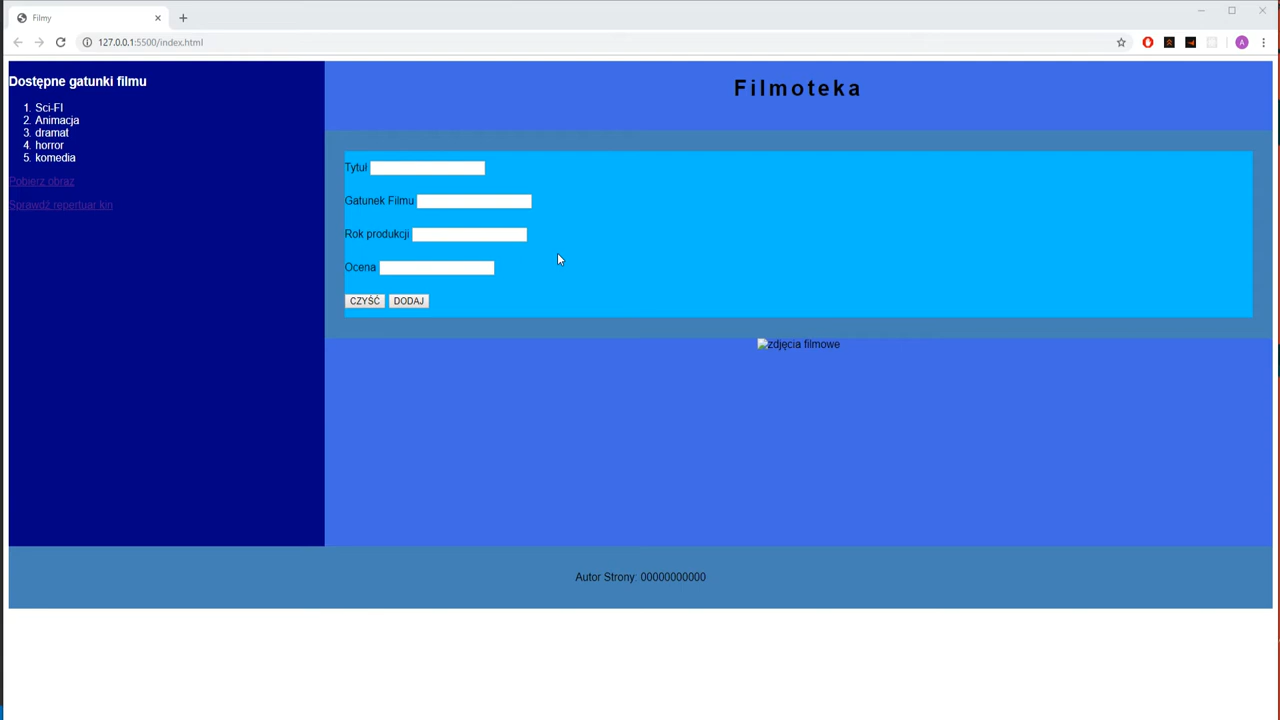 Filmy
127.0.0.1:5500/index.html
A
Dostępne gatunki filmu
1. Sci-FI
2. Animacja
3. dramat
4. horror
5. komedia
Pobierz obraz
Sprawdź repertuar kin
Filmoteka
Tytuł
Gatunek Filmu
Rok produkcji
Ocena
CZYŚĆ DODAJ
zdjęcia filmowe
Autor Strony: 00000000000